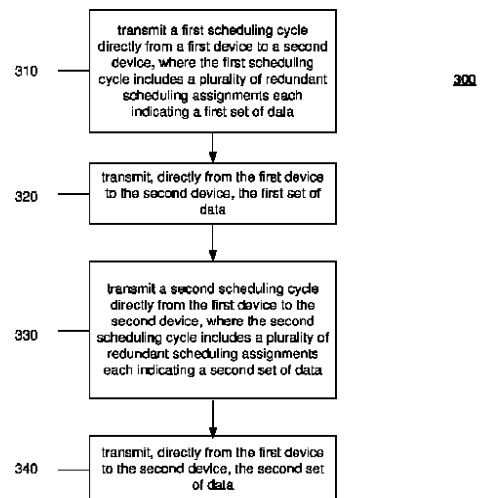 transmit a first scheduling cycle
directly from a first device to a second
device, where the first scheduling
cycle includes a plurality of redundant
scheduling assignments each
indicating a first set of data
310
300
transmit, directly from the first device
to the second device, the first set of
data
320
transmit a second scheduling cycle
directly from the first device to the
second device, where the second
scheduling cycle includes a plurality of
redundant scheduling assignments
each indicating a second set of data
330
transmit, directly from the first device
to the second device, the second set
of data
340